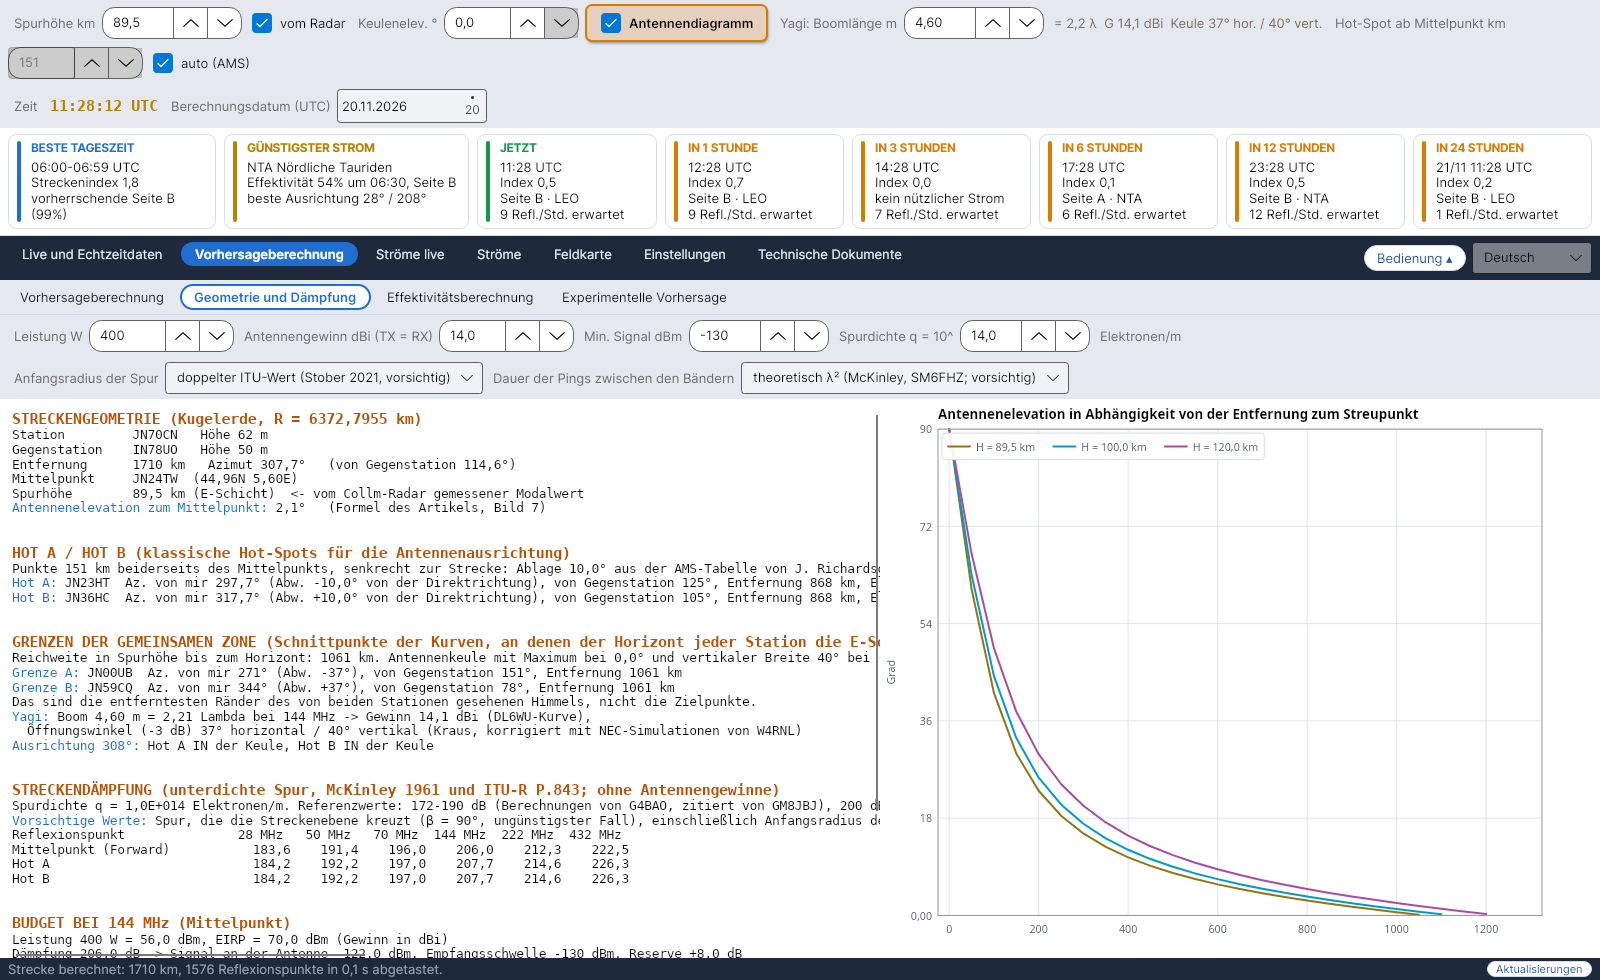 Spurhöhe km 89,5 vom Radar Keulenelev. ° 0,0 Antennendiagramm Yagi: Boomlänge m 4,60 = 2,2 λ G 14,1 dBi Keule 37° hor. / 40° vert. Hot-Spot ab Mittelpunkt km
151 auto (AMS)
Zeit 11:28:12 UTC Berechnungsdatum (UTC) 20.11.2026 20
BESTE TAGESZEIT
06:00-06:59 UTC
Streckenindex 1,8
vorherrschende Seite B
(99%)
GÜNSTIGSTER STROM
NTA Nördliche Tauriden
Effektivität 54% um 06:30, Seite B
beste Ausrichtung 28° / 208°
JETZT
11:28 UTC
Index 0,5
Seite B · LEO
9 Refl./Std. erwartet
IN 1 STUNDE
12:28 UTC
Index 0,7
Seite B · LEO
9 Refl./Std. erwartet
IN 3 STUNDEN
14:28 UTC
Index 0,0
kein nützlicher Strom
7 Refl./Std. erwartet
IN 6 STUNDEN
17:28 UTC
Index 0,1
Seite A · NTA
6 Refl./Std. erwartet
IN 12 STUNDEN
23:28 UTC
Index 0,5
Seite B · NTA
12 Refl./Std. erwartet
IN 24 STUNDEN
21/11 11:28 UTC
Index 0,2
Seite B · LEO
1 Refl./Std. erwartet
Live und Echtzeitdaten Vorhersageberechnung Ströme live Ströme Feldkarte Einstellungen Technische Dokumente Bedienung ▴ Deutsch
Vorhersageberechnung Geometrie und Dämpfung Effektivitätsberechnung Experimentelle Vorhersage
Leistung W 400 Antennengewinn dBi (TX = RX) 14,0 Min. Signal dBm -130 Spurdichte q = 10^ 14,0 Elektronen/m
Anfangsradius der Spur doppelter ITU-Wert (Stober 2021, vorsichtig) Dauer der Pings zwischen den Bändern theoretisch λ² (McKinley, SM6FHZ; vorsichtig)
STRECKENGEOMETRIE (Kugelerde, R = 6372,7955 km)
Station JN70CN Höhe 62 m
Gegenstation IN78UO Höhe 50 m
Entfernung 1710 km Azimut 307,7° (von Gegenstation 114,6°)
Mittelpunkt JN24TW (44,96N 5,60E)
Spurhöhe 89,5 km (E-Schicht) <- vom Collm-Radar gemessener Modalwert
Antennenelevation zum Mittelpunkt: 2,1° (Formel des Artikels, Bild 7)
HOT A / HOT B (klassische Hot-Spots für die Antennenausrichtung)
Punkte 151 km beiderseits des Mittelpunkts, senkrecht zur Strecke: Ablage 10,0° aus der AMS-Tabelle von J. Richardso
Hot A: JN23HT Az. von mir 297,7° (Abw. -10,0° von der Direktrichtung), von Gegenstation 125°, Entfernung 868 km, E
Hot B: JN36HC Az. von mir 317,7° (Abw. +10,0° von der Direktrichtung), von Gegenstation 105°, Entfernung 868 km, E
GRENZEN DER GEMEINSAMEN ZONE (Schnittpunkte der Kurven, an denen der Horizont jeder Station die E-Sc
Reichweite in Spurhöhe bis zum Horizont: 1061 km. Antennenkeule mit Maximum bei 0,0° und vertikaler Breite 40° bei
Grenze A: JN00UB Az. von mir 271° (Abw. -37°), von Gegenstation 151°, Entfernung 1061 km
Grenze B: JN59CQ Az. von mir 344° (Abw. +37°), von Gegenstation 78°, Entfernung 1061 km
Das sind die entferntesten Ränder des von beiden Stationen gesehenen Himmels, nicht die Zielpunkte.
Yagi: Boom 4,60 m = 2,21 Lambda bei 144 MHz -> Gewinn 14,1 dBi (DL6WU-Kurve),
Öffnungswinkel (-3 dB) 37° horizontal / 40° vertikal (Kraus, korrigiert mit NEC-Simulationen von W4RNL)
Ausrichtung 308°: Hot A IN der Keule, Hot B IN der Keule
STRECKENDÄMPFUNG (unterdichte Spur, McKinley 1961 und ITU-R P.843; ohne Antennengewinne)
Spurdichte q = 1,0E+014 Elektronen/m. Referenzwerte: 172-190 dB (Berechnungen von G4BAO, zitiert von GM8JBJ), 200 dB
Vorsichtige Werte: Spur, die die Streckenebene kreuzt (β = 90°, ungünstigster Fall), einschließlich Anfangsradius de
Reflexionspunkt 28 MHz 50 MHz 70 MHz 144 MHz 222 MHz 432 MHz
Mittelpunkt (Forward) 183,6 191,4 196,0 206,0 212,3 222,5
Hot A 184,2 192,2 197,0 207,7 214,6 226,3
Hot B 184,2 192,2 197,0 207,7 214,6 226,3
BUDGET BEI 144 MHz (Mittelpunkt)
Leistung 400 W = 56,0 dBm, EIRP = 70,0 dBm (Gewinn in dBi)
Dämpfung 206,0 dB -> Signal an der Antenne -122,0 dBm, Empfangsschwelle -130 dBm, Reserve +8,0 dB
Antennenelevation in Abhängigkeit von der Entfernung zum Streupunkt
H = 89,5 km H = 100,0 km H = 120,0 km
Grad
90
72
54
36
18
0,00
0 200 400 600 800 1000 1200
Strecke berechnet: 1710 km, 1576 Reflexionspunkte in 0,1 s abgetastet. Aktualisierungen